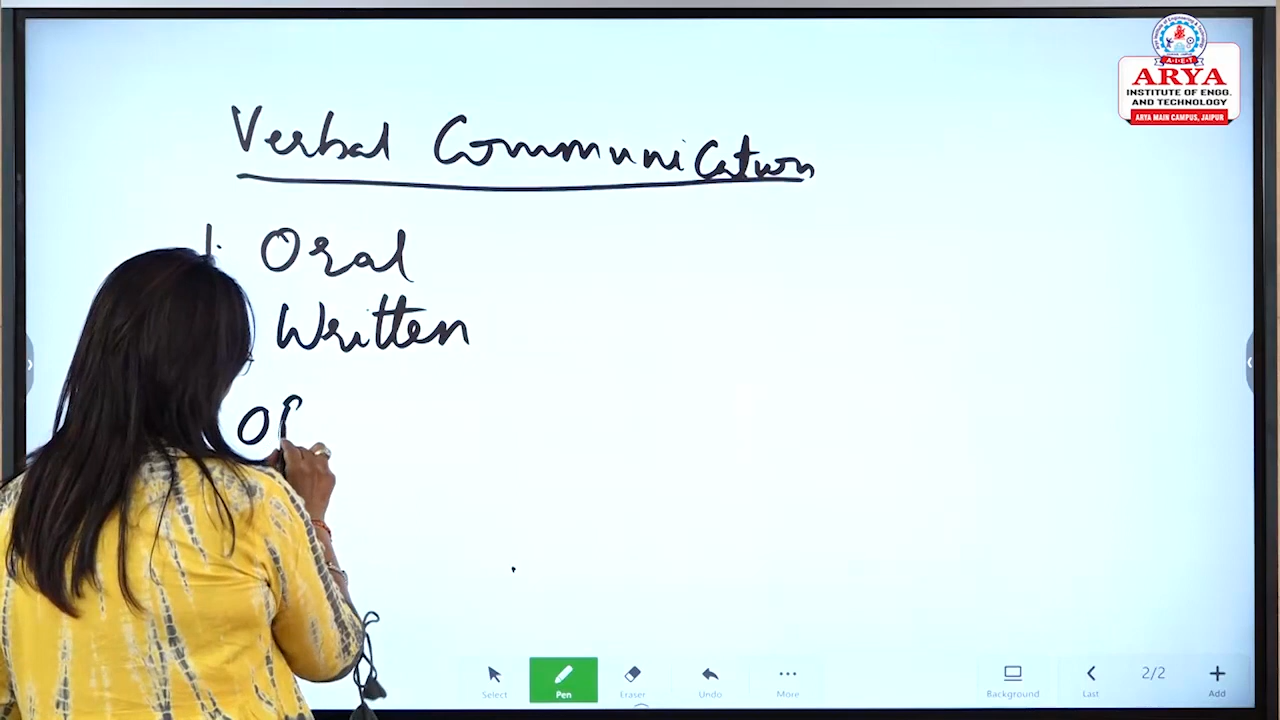 Verbal Communication
1. Oral
Written
Of
A.I.E.T
ARYA
INSTITUTE OF ENGG.
AND TECHNOLOGY
ARYA MAIN CAMPUS, JAIPUR
Select
Pen
Eraser
Undo
More
Background
Last
2/2
Add